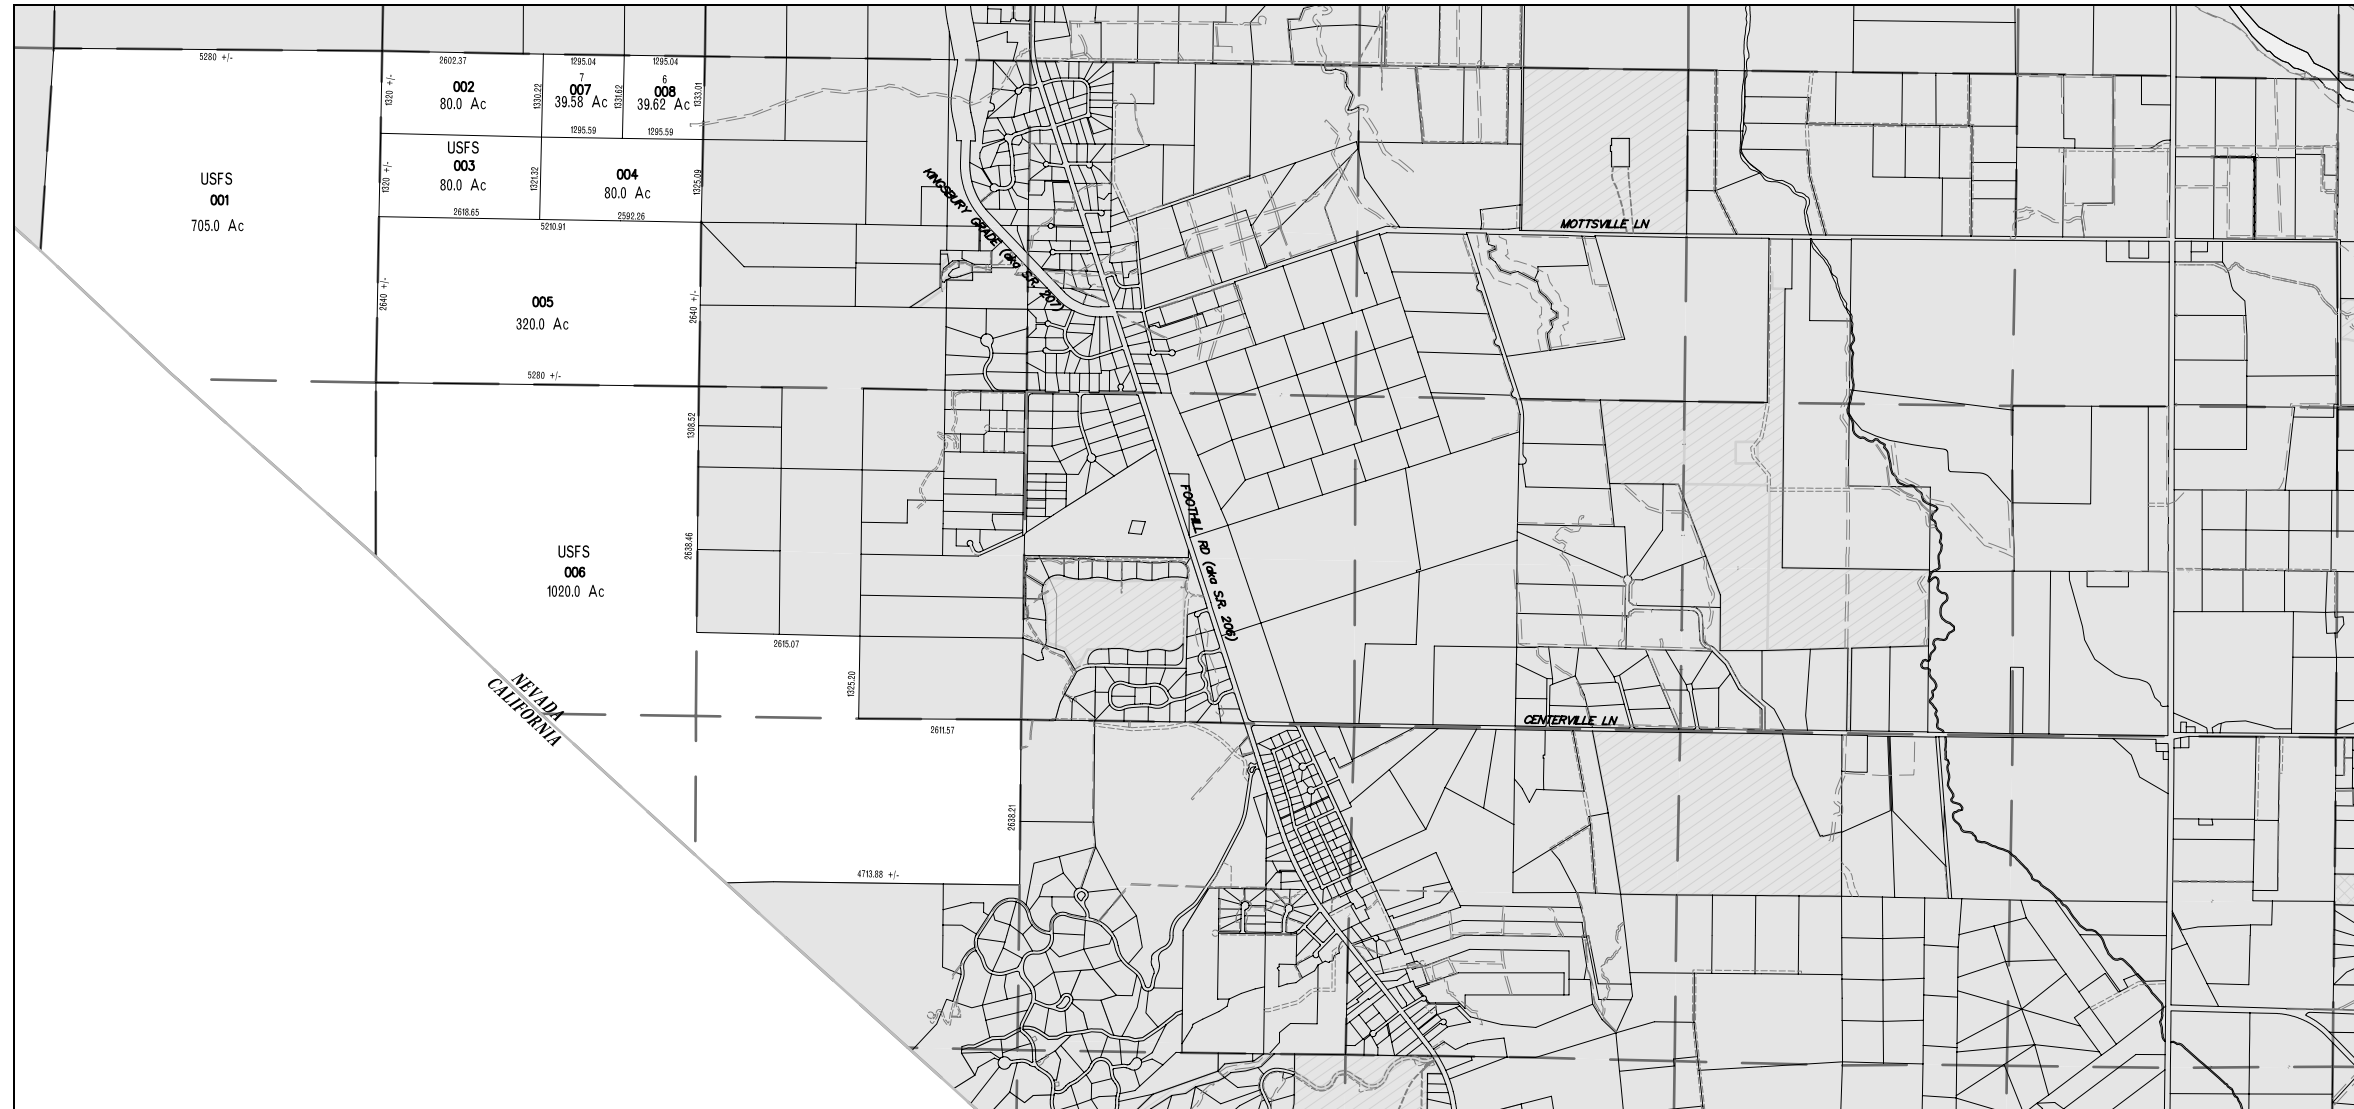 5280 +/-
2602.37
1295.04
1295.04
1320 +/-
002
80.0 Ac
1330.22
7
007
39.58 Ac
1331.62
6
008
39.62 Ac
1333.01
1295.59
1295.59
USFS
001
705.0 Ac
1320 +/-
USFS
003
80.0 Ac
1321.32
004
80.0 Ac
1325.09
2618.65
2592.26
5210.91
2640 +/-
005
320.0 Ac
2640 +/-
5280 +/-
KINGSBURY GRADE (aka S.R. 207)
MOTTSVILLE LN
1308.52
2638.46
USFS
006
1020.0 Ac
FOOTHILL RD (aka S.R. 206)
2615.07
1325.20
NEVADA
CALIFORNIA
2611.57
CENTERVILLE LN
2638.21
4713.88 +/-